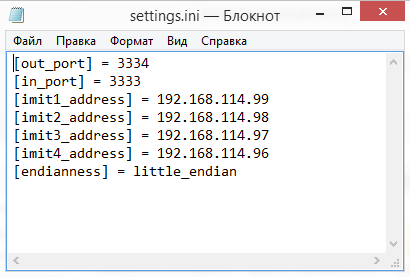 settings.ini — Блокнот
Файл Правка Формат Вид Справка
[out_port] = 3334
[in_port] = 3333
[imit1_address] = 192.168.114.99
[imit2_address] = 192.168.114.98
[imit3_address] = 192.168.114.97
[imit4_address] = 192.168.114.96
[endianness] = little_endian